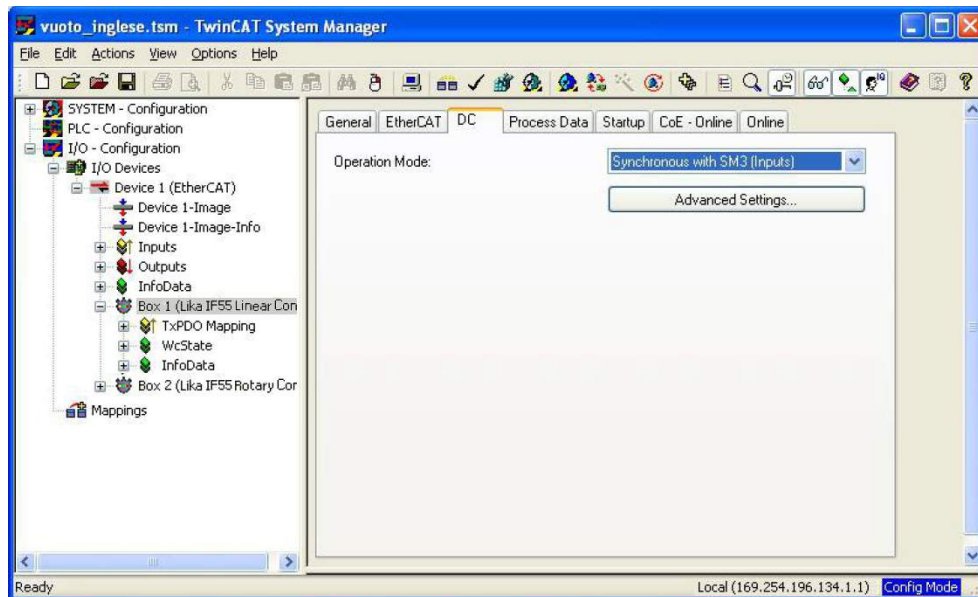 vuoto_inglese.tsm - TwinCAT System Manager
File Edit Actions View Options Help
SYSTEM - Configuration
PLC - Configuration
I/O - Configuration
I/O Devices
Device 1 (EtherCAT)
Device 1-Image
Device 1-Image-Info
Inputs
Outputs
InfoData
Box 1 (Lika IF55 Linear Con
TxPDO Mapping
WcState
InfoData
Box 2 (Lika IF55 Rotary Cor
Mappings
General EtherCAT DC Process Data Startup CoE - Online Online
Operation Mode: Synchronous with SM3 (Inputs)
Advanced Settings...
Ready Local (169.254.196.134.1.1) Config Mode